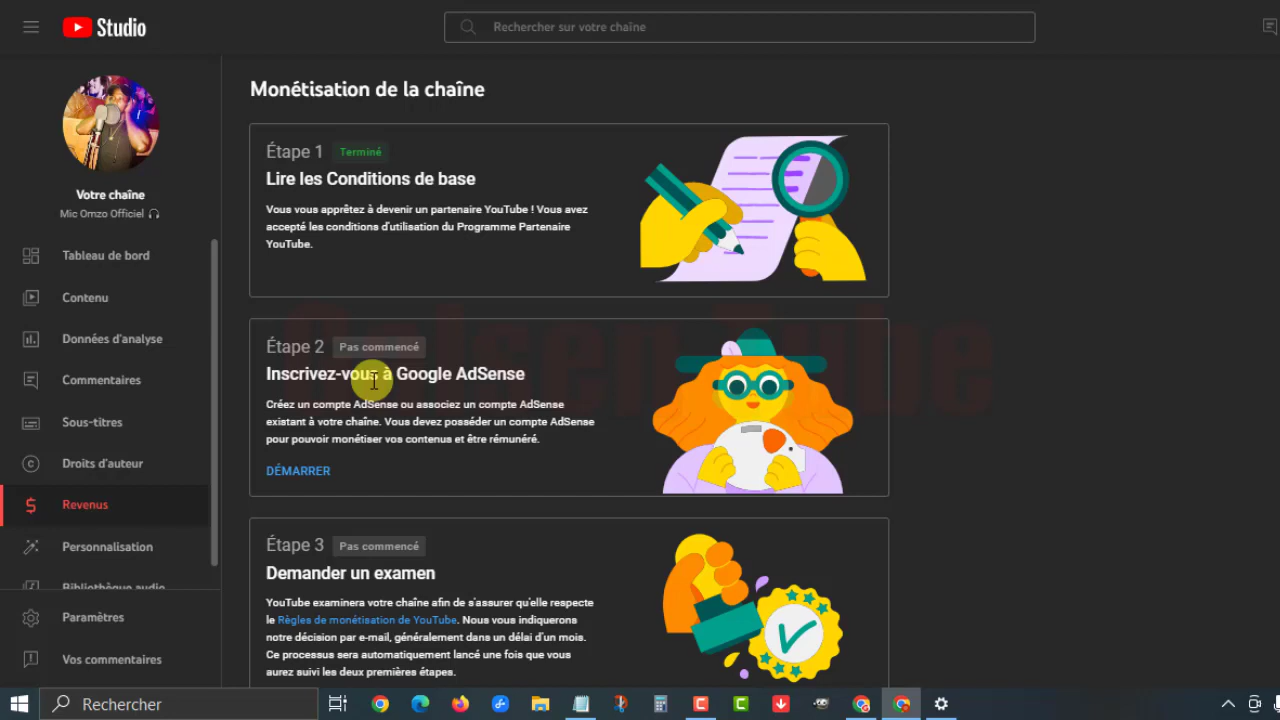 Studio
Rechercher sur votre chaîne
Votre chaîne
Mic Omzo Officiel
Tableau de bord
Contenu
Données d'analyse
Commentaires
Sous-titres
Droits d'auteur
Revenus
Personnalisation
Bibliothèque audio
Paramètres
Vos commentaires
Monétisation de la chaîne
Étape 1 Terminé
Lire les Conditions de base
Vous vous apprêtez à devenir un partenaire YouTube ! Vous avez
accepté les conditions d'utilisation du Programme Partenaire
YouTube.
Étape 2 Pas commencé
Inscrivez-vous à Google AdSense
Créez un compte AdSense ou associez un compte AdSense
existant à votre chaîne. Vous devez posséder un compte AdSense
pour pouvoir monétiser vos contenus et être rémunéré.
DÉMARRER
Étape 3 Pas commencé
Demander un examen
YouTube examinera votre chaîne afin de s'assurer qu'elle respecte
le Règles de monétisation de YouTube. Nous vous indiquerons
notre décision par e-mail, généralement dans un délai d'un mois.
Ce processus sera automatiquement lancé une fois que vous
aurez suivi les deux premières étapes.
Galsen Tube
Rechercher